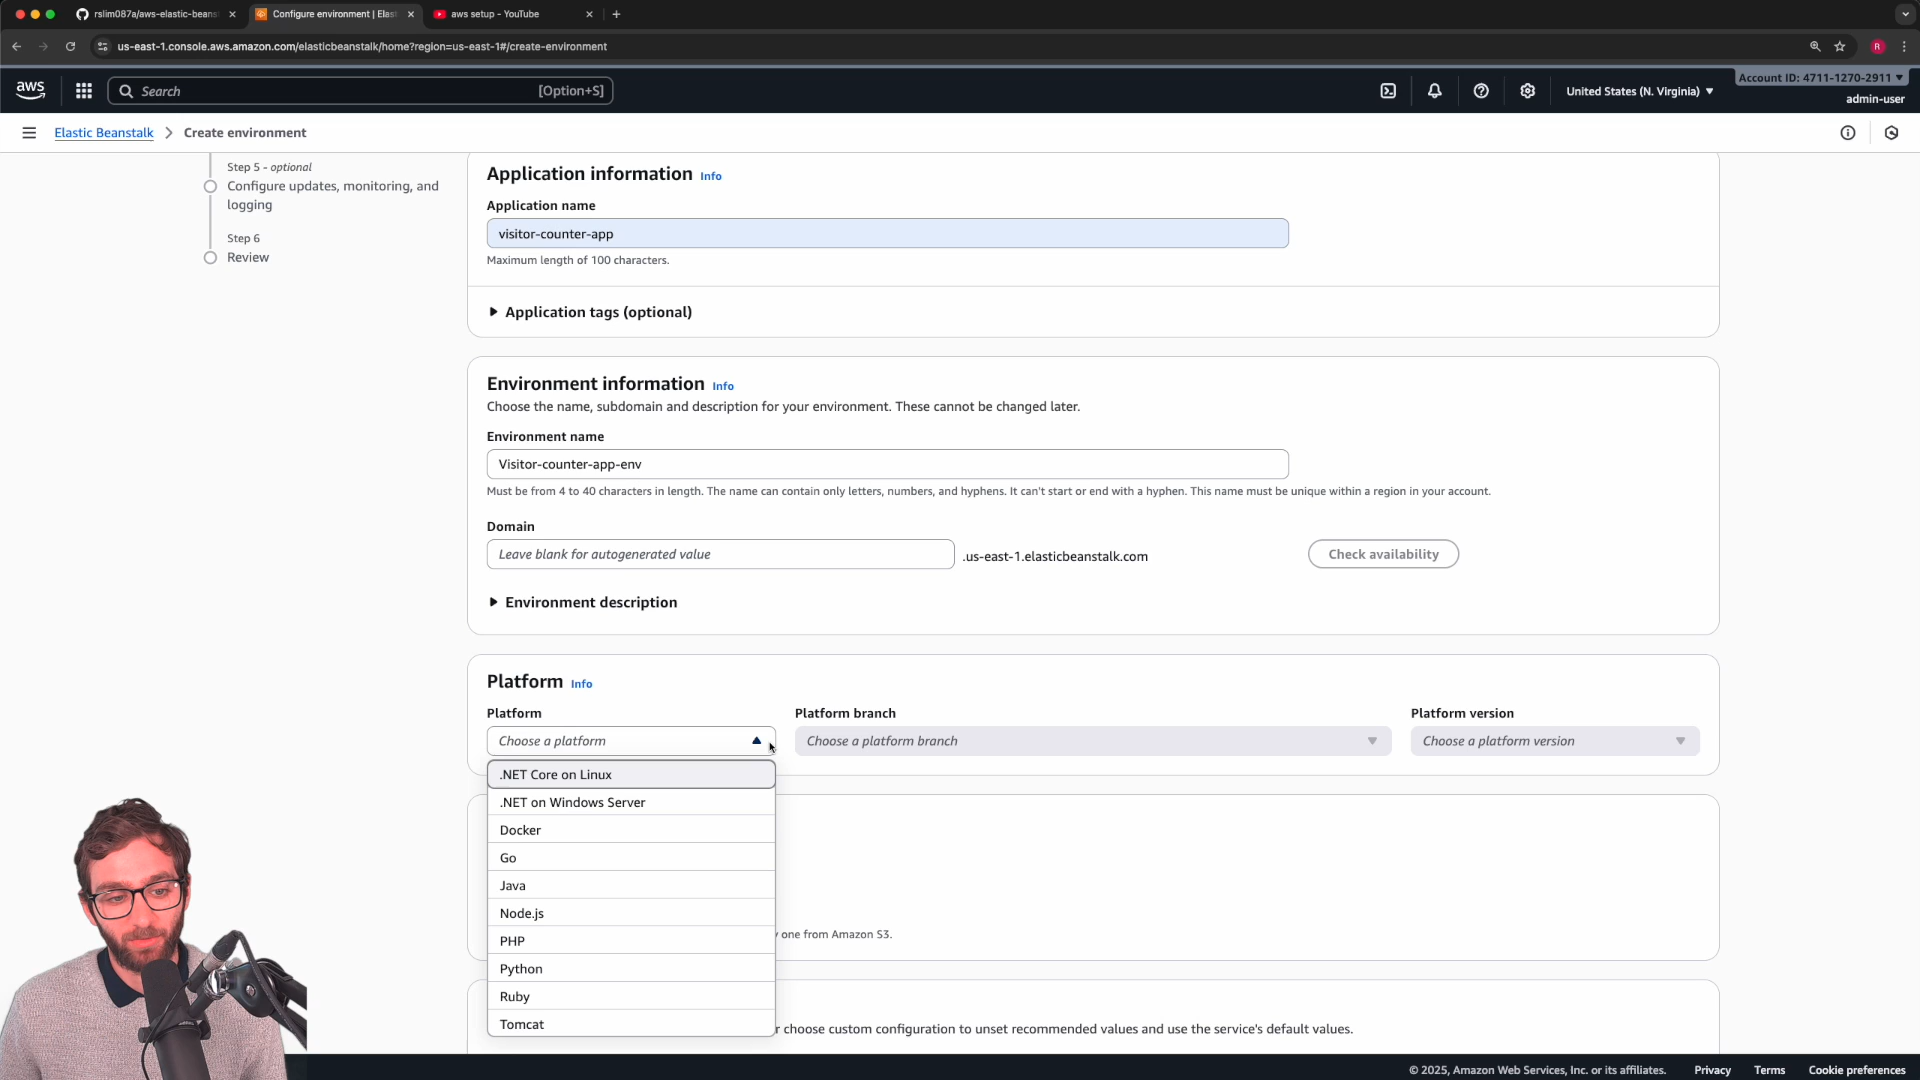 rslim087a/aws-elastic-beans
Configure environment | Elas
aws setup - YouTube
us-east-1.console.aws.amazon.com/elasticbeanstalk/home?region=us-east-1#/create-environment
R
aws
Search
[Option+S]
United States (N. Virginia)
Account ID: 4711-1270-2911
admin-user
Elastic Beanstalk
Create environment
Step 5 - optional
Configure updates, monitoring, and
logging
Step 6
Review
Application information Info
Application name
visitor-counter-app
Maximum length of 100 characters.
Application tags (optional)
Environment information Info
Choose the name, subdomain and description for your environment. These cannot be changed later.
Environment name
Visitor-counter-app-env
Must be from 4 to 40 characters in length. The name can contain only letters, numbers, and hyphens. It can't start or end with a hyphen. This name must be unique within a region in your account.
Domain
Leave blank for autogenerated value
.us-east-1.elasticbeanstalk.com
Check availability
Environment description
Platform Info
Platform
Platform branch
Platform version
Choose a platform
Choose a platform branch
Choose a platform version
.NET Core on Linux
.NET on Windows Server
Docker
Go
Java
Node.js
PHP
one from Amazon S3.
Python
Ruby
Tomcat
r choose custom configuration to unset recommended values and use the service's default values.
© 2025, Amazon Web Services, Inc. or its affiliates.
Privacy
Terms
Cookie preferences